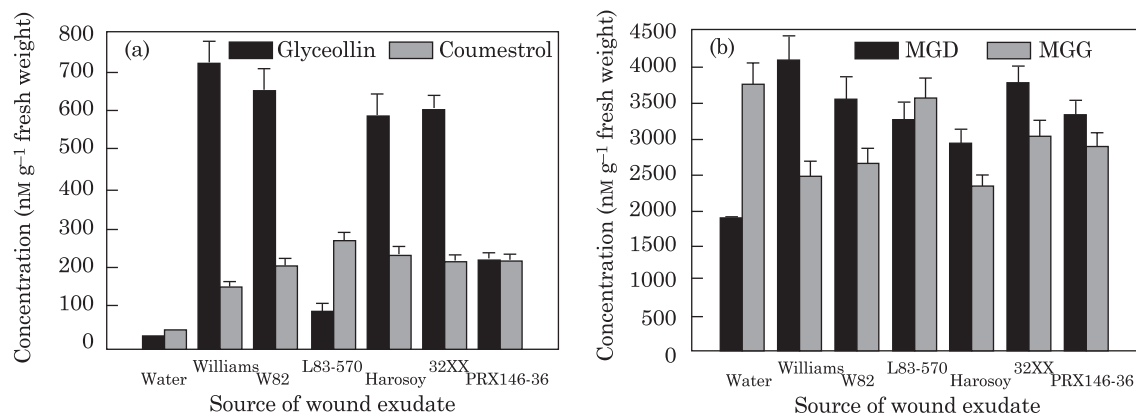 Concentration (nM g⁻¹ fresh weight)
800
700
600
500
400
300
200
100
0
(a)
Glyceollin
Coumestrol
Water
Williams
W82
L83-570
Harosoy
32XX
PRX146-36
Source of wound exudate
Concentration (nM g⁻¹ fresh weight)
4500
4000
3500
3000
2500
2000
1500
1000
500
0
(b)
MGD
MGG
Water
Williams
W82
L83-570
Harosoy
32XX
PRX146-36
Source of wound exudate